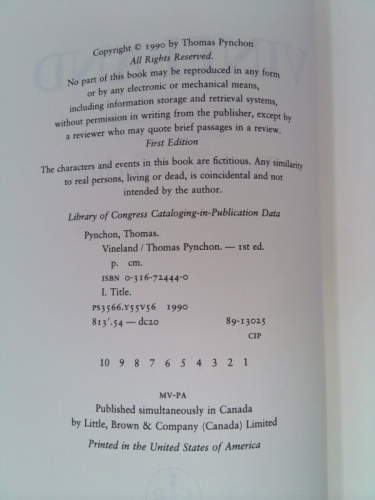 Copyright © 1990 by Thomas Pynchon
All Rights Reserved.
No part of this book may be reproduced in any form
or by any electronic or mechanical means,
including information storage and retrieval systems,
without permission in writing from the publisher, except by
a reviewer who may quote brief passages in a review.
First Edition
The characters and events in this book are fictitious. Any similarity
to real persons, living or dead, is coincidental and not
intended by the author.
Library of Congress Cataloging-in-Publication Data
Pynchon, Thomas.
Vineland / Thomas Pynchon. — 1st ed.
p. cm.
ISBN 0-316-72444-0
I. Title.
PS3566.Y55V56 1990
813'.54 — dc20 89-13025
CIP
10 9 8 7 6 5 4 3 2 1
MV-PA
Published simultaneously in Canada
by Little, Brown & Company (Canada) Limited
Printed in the United States of America